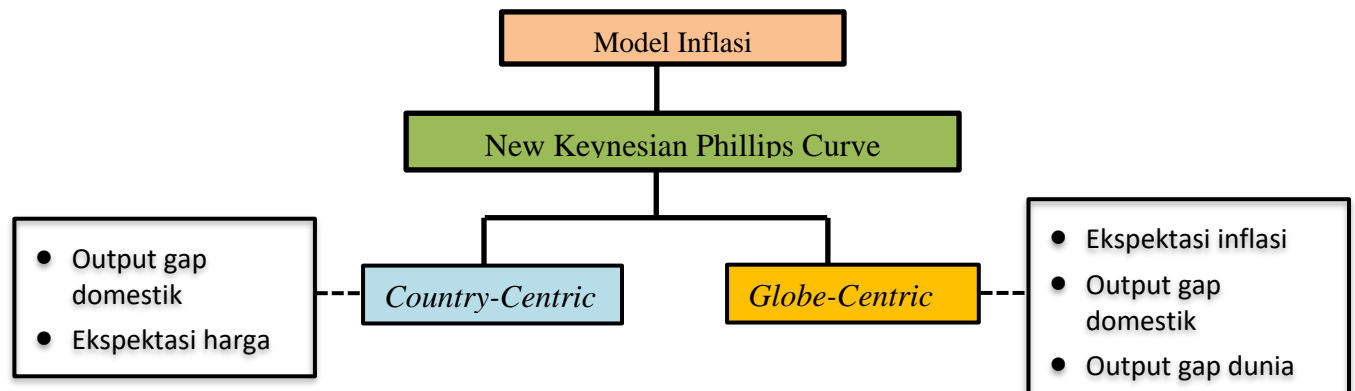 Model Inflasi
New Keynesian Phillips Curve
• Output gap
domestik
• Ekspektasi harga
Country-Centric
Globe-Centric
• Ekspektasi inflasi
• Output gap
domestik
• Output gap dunia